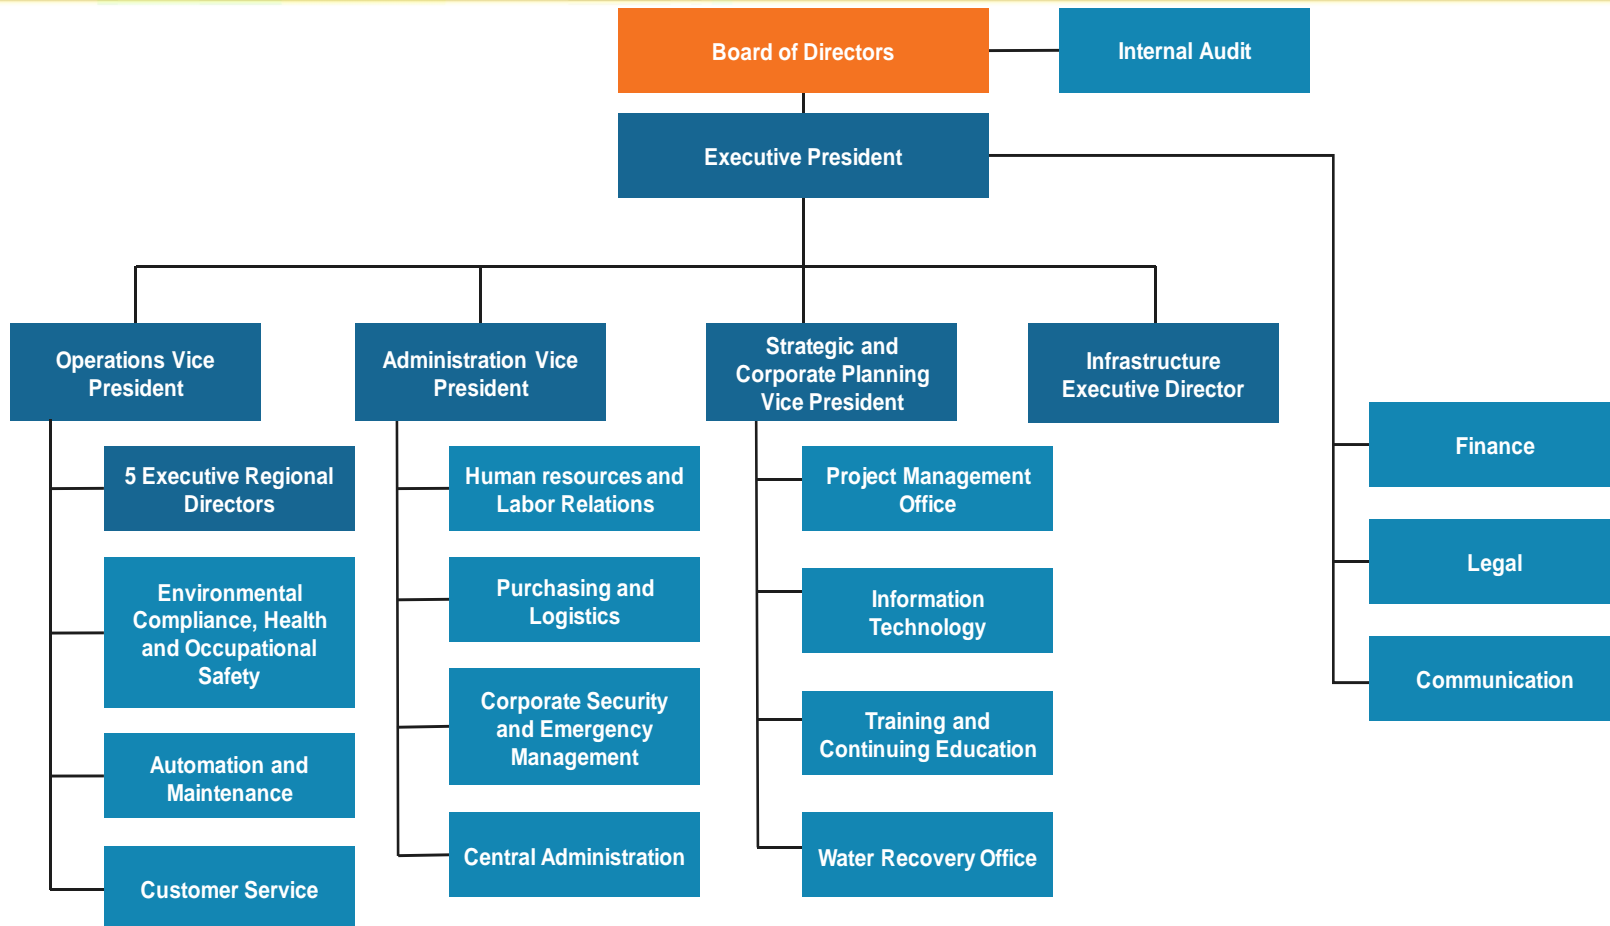 Board of Directors
Internal Audit
Executive President
Operations Vice
President
Administration Vice
President
Strategic and
Corporate Planning
Vice President
Infrastructure
Executive Director
5 Executive Regional
Directors
Environmental
Compliance, Health
and Occupational
Safety
Automation and
Maintenance
Customer Service
Human resources and
Labor Relations
Purchasing and
Logistics
Corporate Security
and Emergency
Management
Central Administration
Project Management
Office
Information
Technology
Training and
Continuing Education
Water Recovery Office
Finance
Legal
Communication